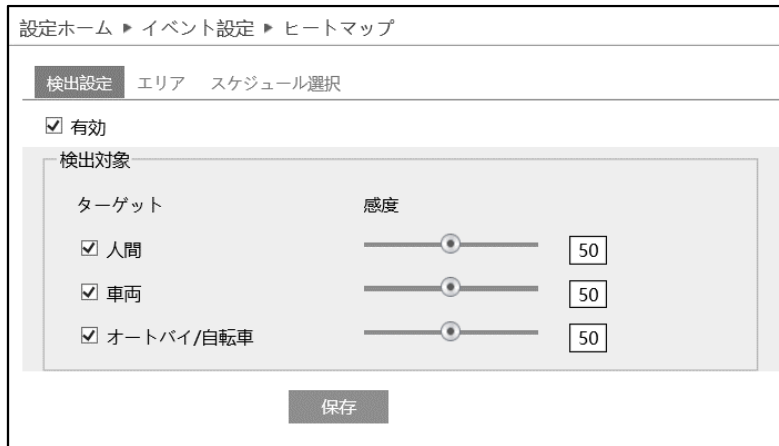 設定ホーム ▶ イベント設定 ▶ ヒートマップ
検出設定 エリア スケジュール選択
有効
検出対象
ターゲット 感度
人間 50
車両 50
オートバイ/自転車 50
保存